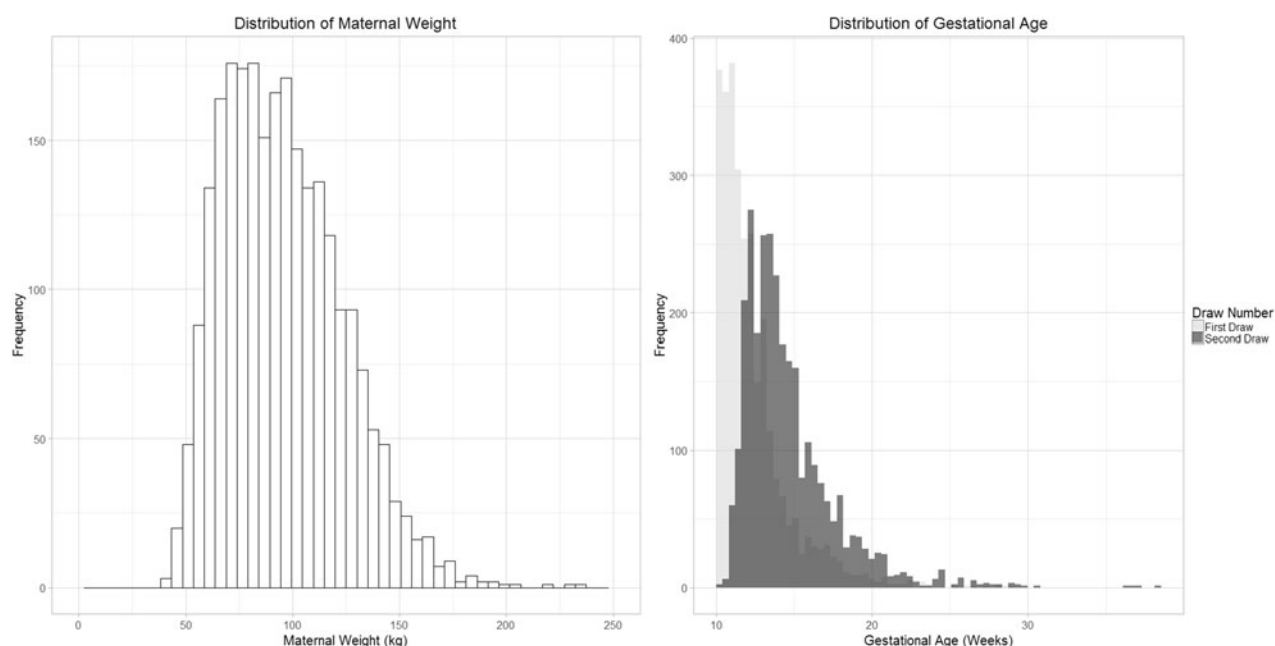 Distribution of Maternal Weight
150
100
50
0
Frequency
0 50 100 150 200 250
Maternal Weight (kg)
Distribution of Gestational Age
400
300
200
100
0
Frequency
10 20 30
Gestational Age (Weeks)
Draw Number
First Draw
Second Draw